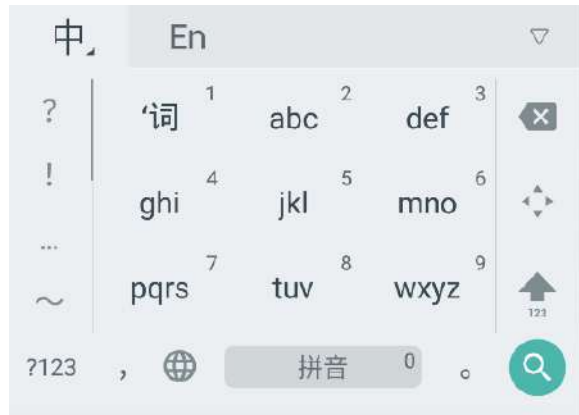 中 En
? '词 1 abc 2 def 3
! ghi 4 jkl 5 mno 6
... pqrs 7 tuv 8 wxyz 9
～ 123
?123 , 拼音 0 。